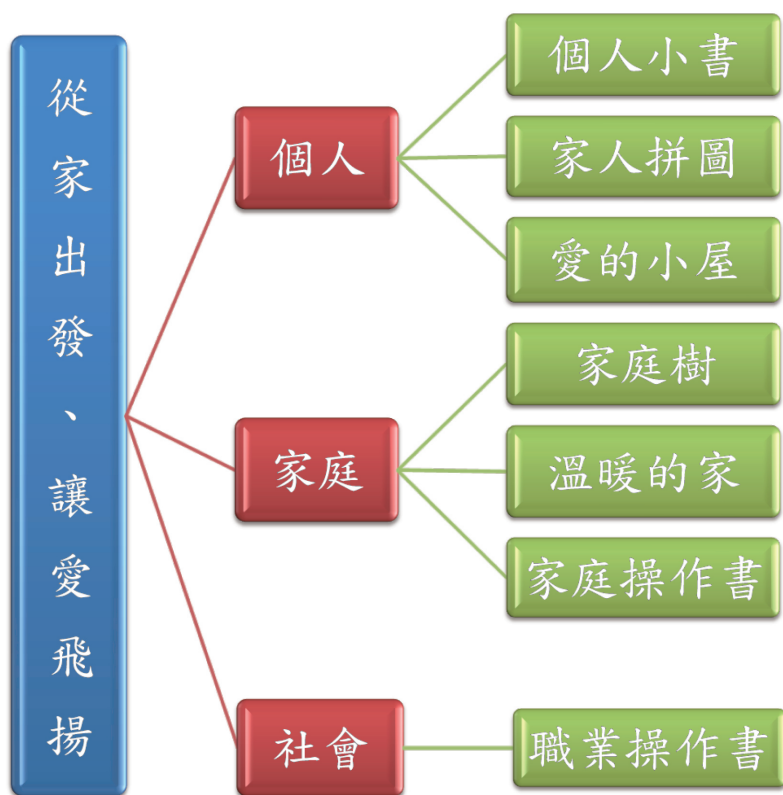 從家出發、讓愛飛揚
個人
個人小書
家人拼圖
愛的小屋
家庭
家庭樹
溫暖的家
家庭操作書
社會
職業操作書